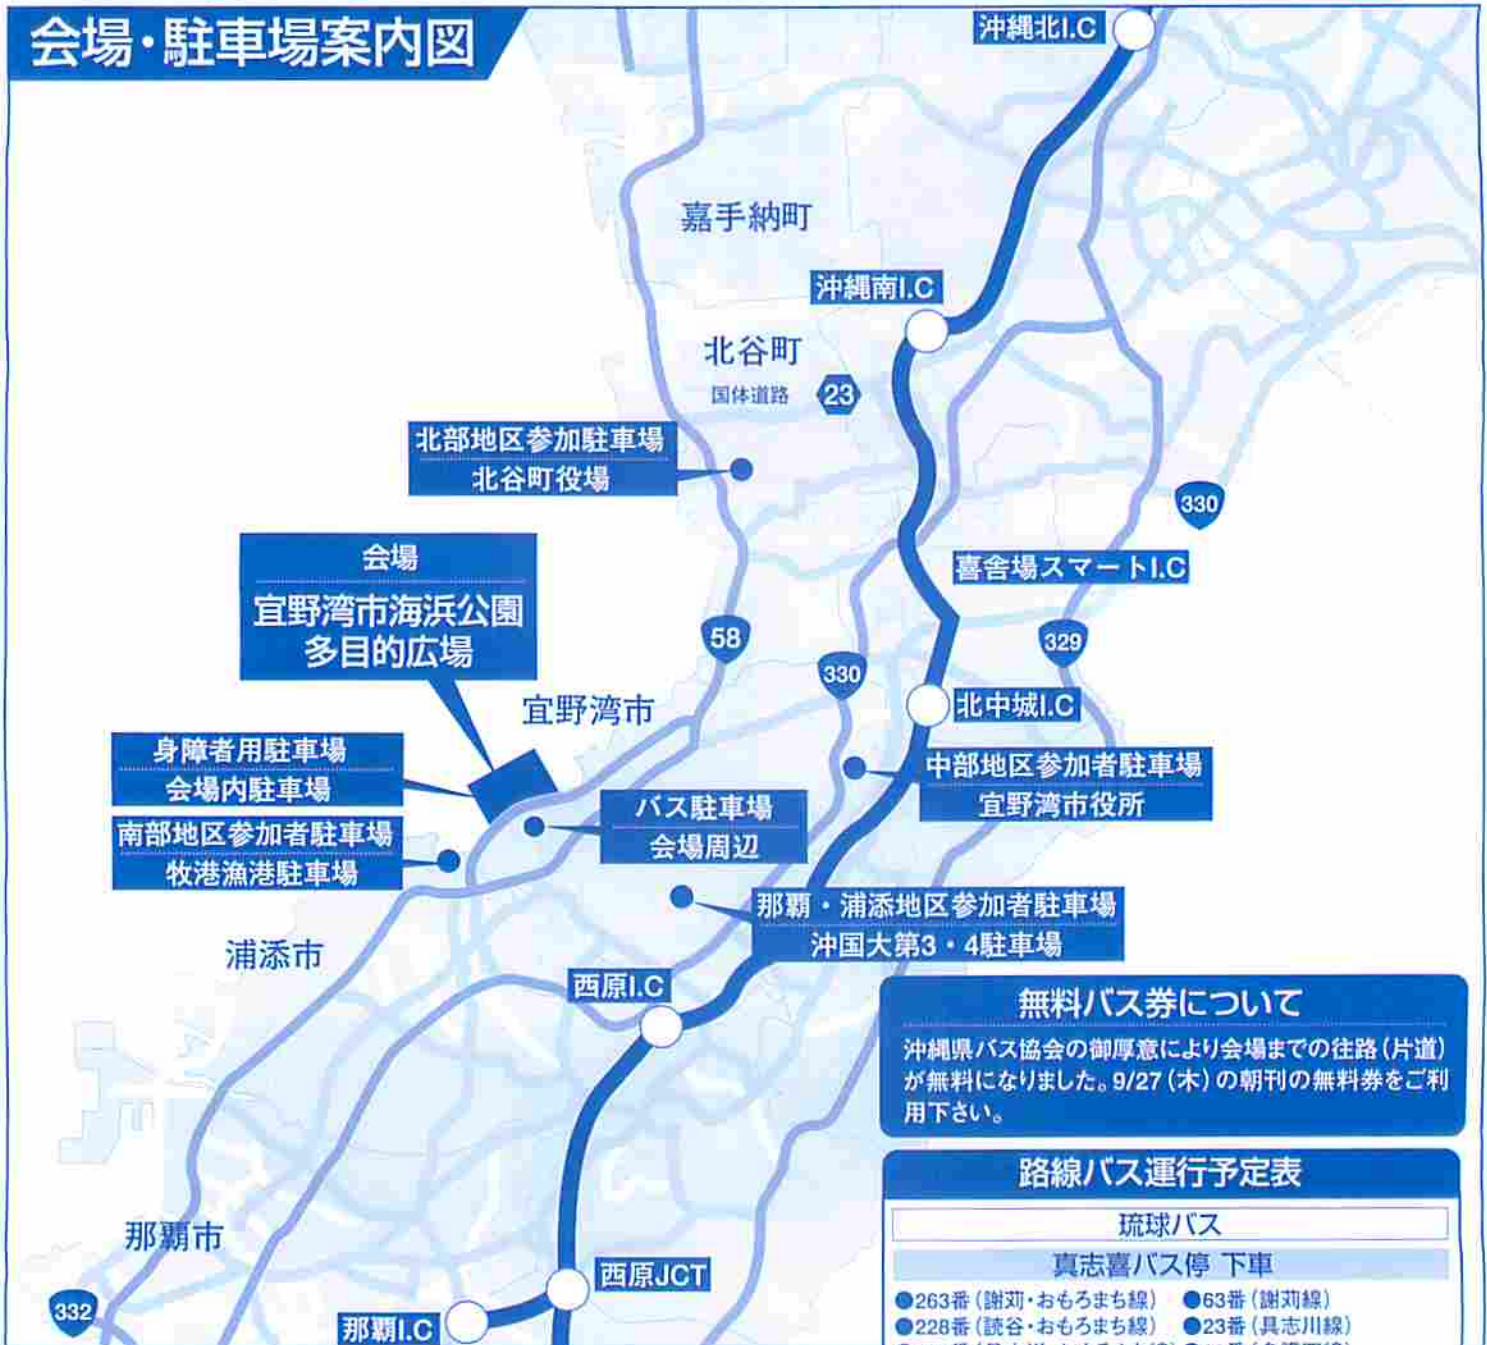 会場・駐車場案内図
沖縄北I.C
嘉手納町
沖縄南I.C
北谷町
国体道路 23
北部地区参加駐車場
北谷町役場
330
会場
宜野湾市海浜公園
多目的広場
喜舎場スマートI.C
58
329
330
宜野湾市
北中城I.C
身障者用駐車場
会場内駐車場
中部地区参加者駐車場
宜野湾市役所
バス駐車場
会場周辺
南部地区参加者駐車場
牧港漁港駐車場
那覇・浦添地区参加者駐車場
沖国大第3・4駐車場
浦添市
西原I.C
無料バス券について
沖縄県バス協会の御厚意により会場までの往路(片道)
が無料になりました。9/27(木)の朝刊の無料券をご利
用下さい。
路線バス運行予定表
琉球バス
真志喜バス停 下車
●263番(謝苅・おもろまち線) ●63番(謝苅線)
●228番(読谷・おもろまち線) ●23番(具志川線)
那覇市
西原JCT
332
那覇I.C